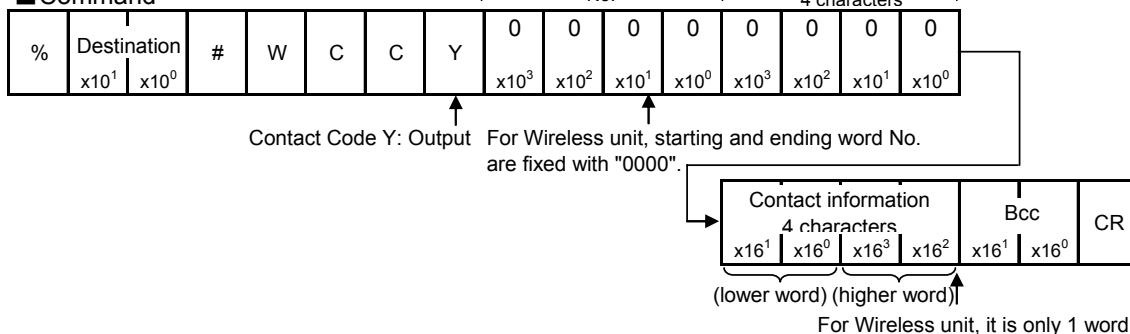 ■ Command
No.
4 characters
% Destination # W C C Y 0 0 0 0 0 0 0 0
x10¹ x10⁰ x10³ x10² x10¹ x10⁰ x10³ x10² x10¹ x10⁰
Contact Code Y: Output For Wireless unit, starting and ending word No.
are fixed with "0000".
Contact information
4 characters
Bcc CR
x16¹ x16⁰ x16³ x16² x16¹ x16⁰
(lower word) (higher word)
For Wireless unit, it is only 1 word